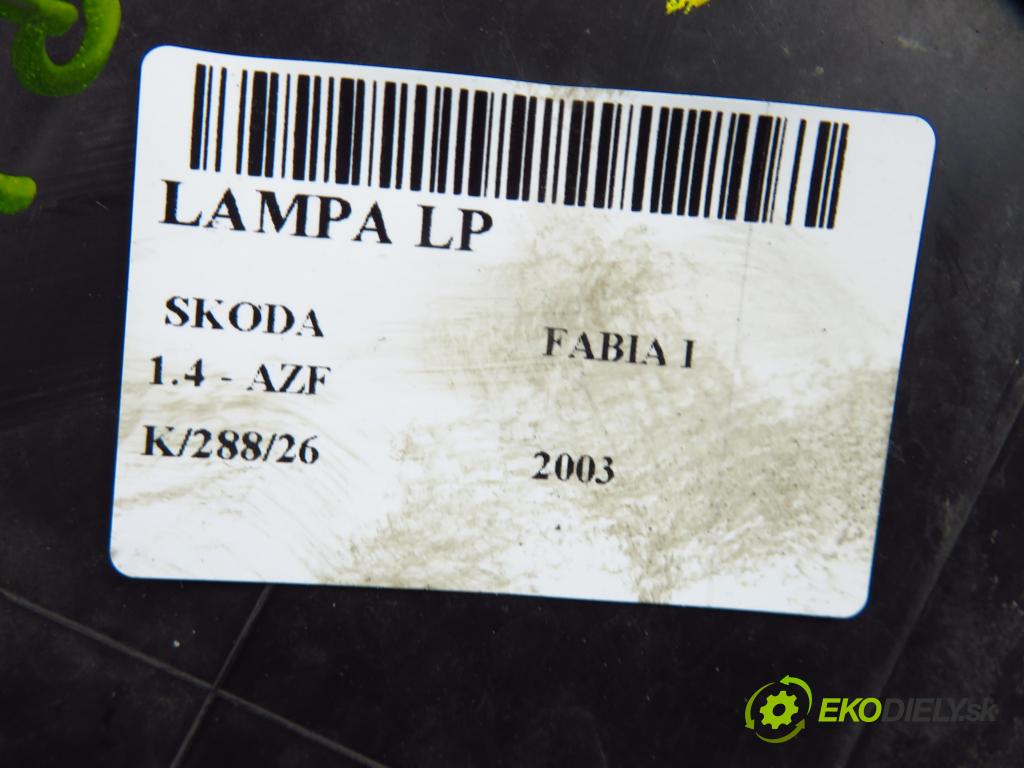 LAMPA LP
SKODA FABIA I
1.4 - AZF
K/288/26 2003
EKODIELY.sk